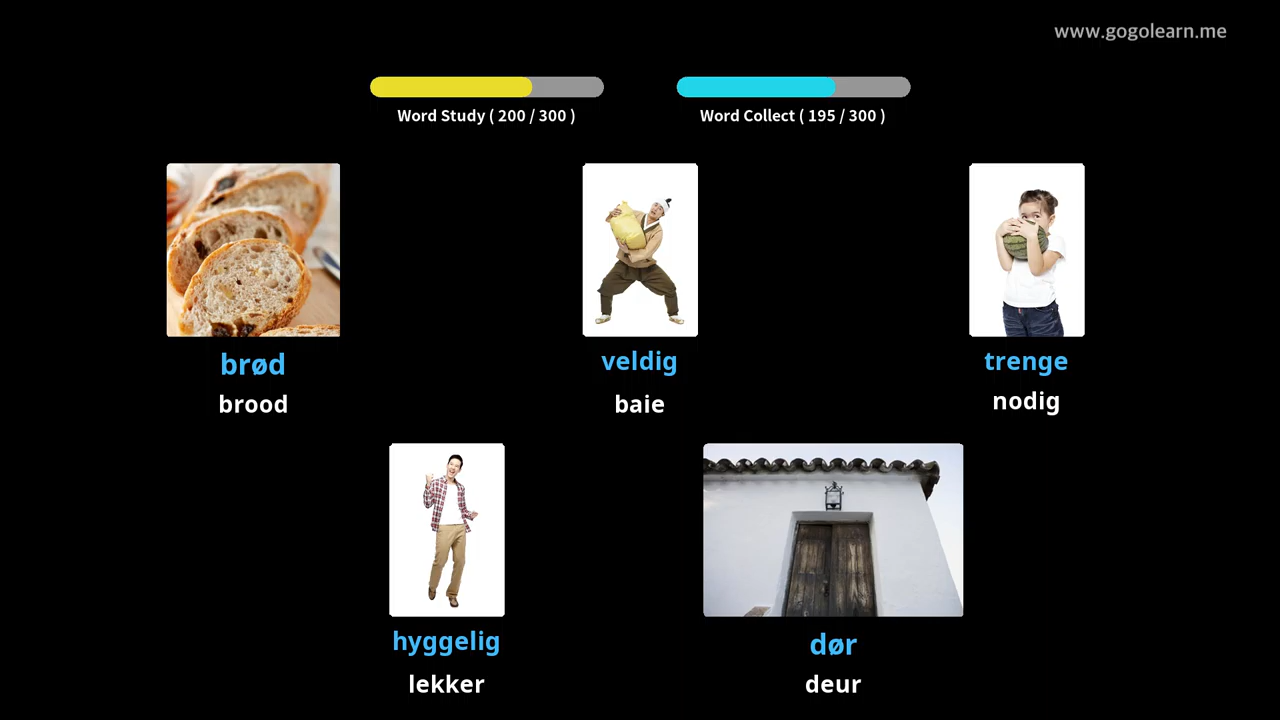 www.gogolearn.me
Word Study ( 200 / 300 )
Word Collect ( 195 / 300 )
brød
brood
veldig
baie
trenge
nodig
hyggelig
lekker
dør
deur